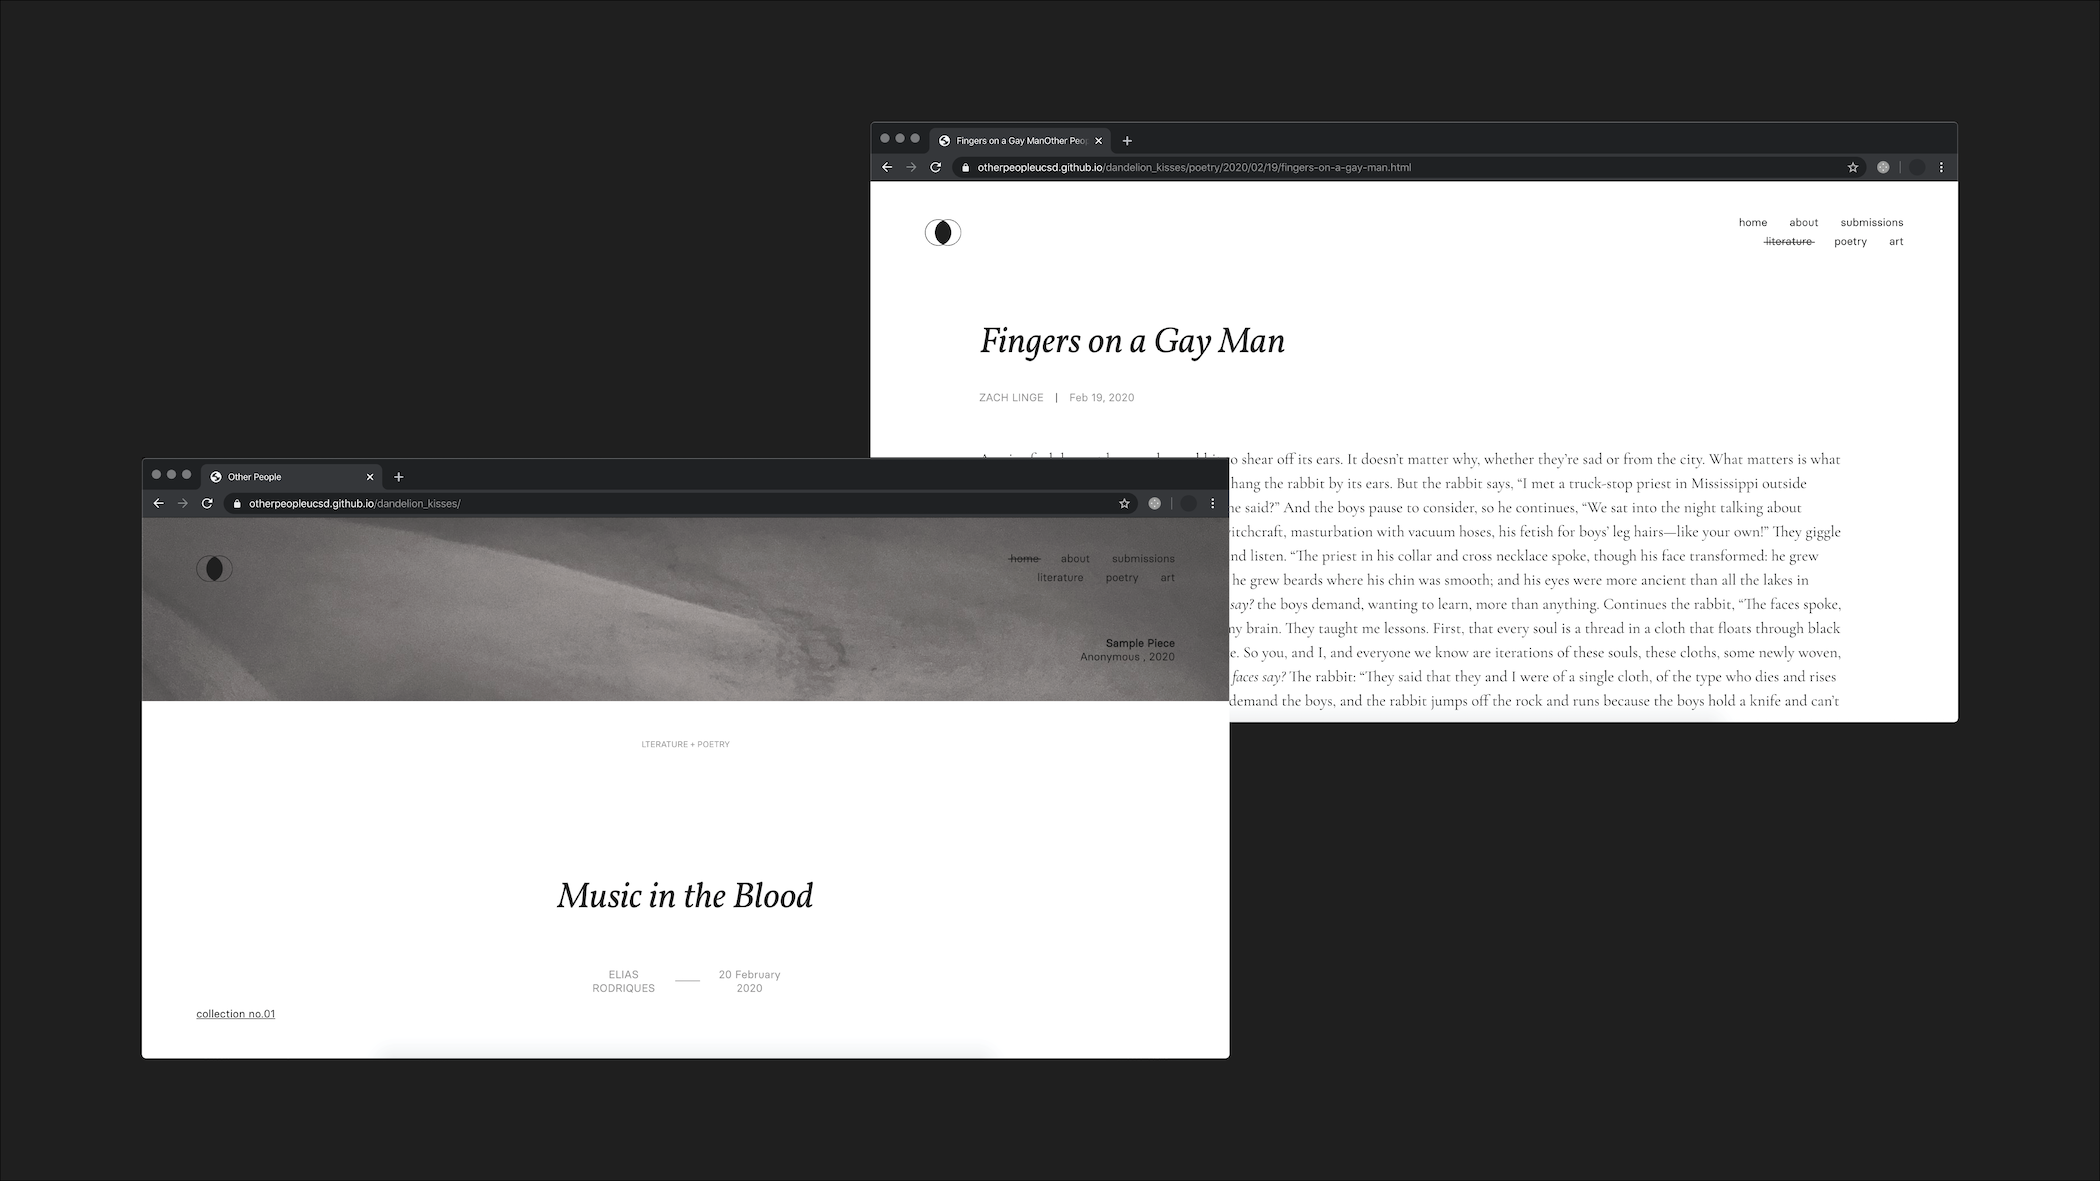 Fingers on a Gay ManOther Peo
otherpeopleucsd.github.io/dandelion_kisses/poetry/2020/02/19/fingers-on-a-gay-man.html
home about submissions
literature poetry art
Fingers on a Gay Man
ZACH LINGE | Feb 19, 2020
o shear off its ears. It doesn’t matter why, whether they’re sad or from the city. What matters is what
hang the rabbit by its ears. But the rabbit says, “I met a truck-stop priest in Mississippi outside
he said?” And the boys pause to consider, so he continues, “We sat into the night talking about
vitchcraft, masturbation with vacuum hoses, his fetish for boys’ leg hairs—like your own!” They giggle
nd listen. “The priest in his collar and cross necklace spoke, though his face transformed: he grew
he grew beards where his chin was smooth; and his eyes were more ancient than all the lakes in
say? the boys demand, wanting to learn, more than anything. Continues the rabbit, “The faces spoke,
ny brain. They taught me lessons. First, that every soul is a thread in a cloth that floats through black
e. So you, and I, and everyone we know are iterations of these souls, these cloths, some newly woven,
faces say? The rabbit: “They said that they and I were of a single cloth, of the type who dies and rises
demand the boys, and the rabbit jumps off the rock and runs because the boys hold a knife and can’t
Other People
otherpeopleucsd.github.io/dandelion_kisses/
home about submissions
literature poetry art
Sample Piece
Anonymous , 2020
LTERATURE + POETRY
Music in the Blood
ELIAS RODRIQUES — 20 February 2020
collection no.01